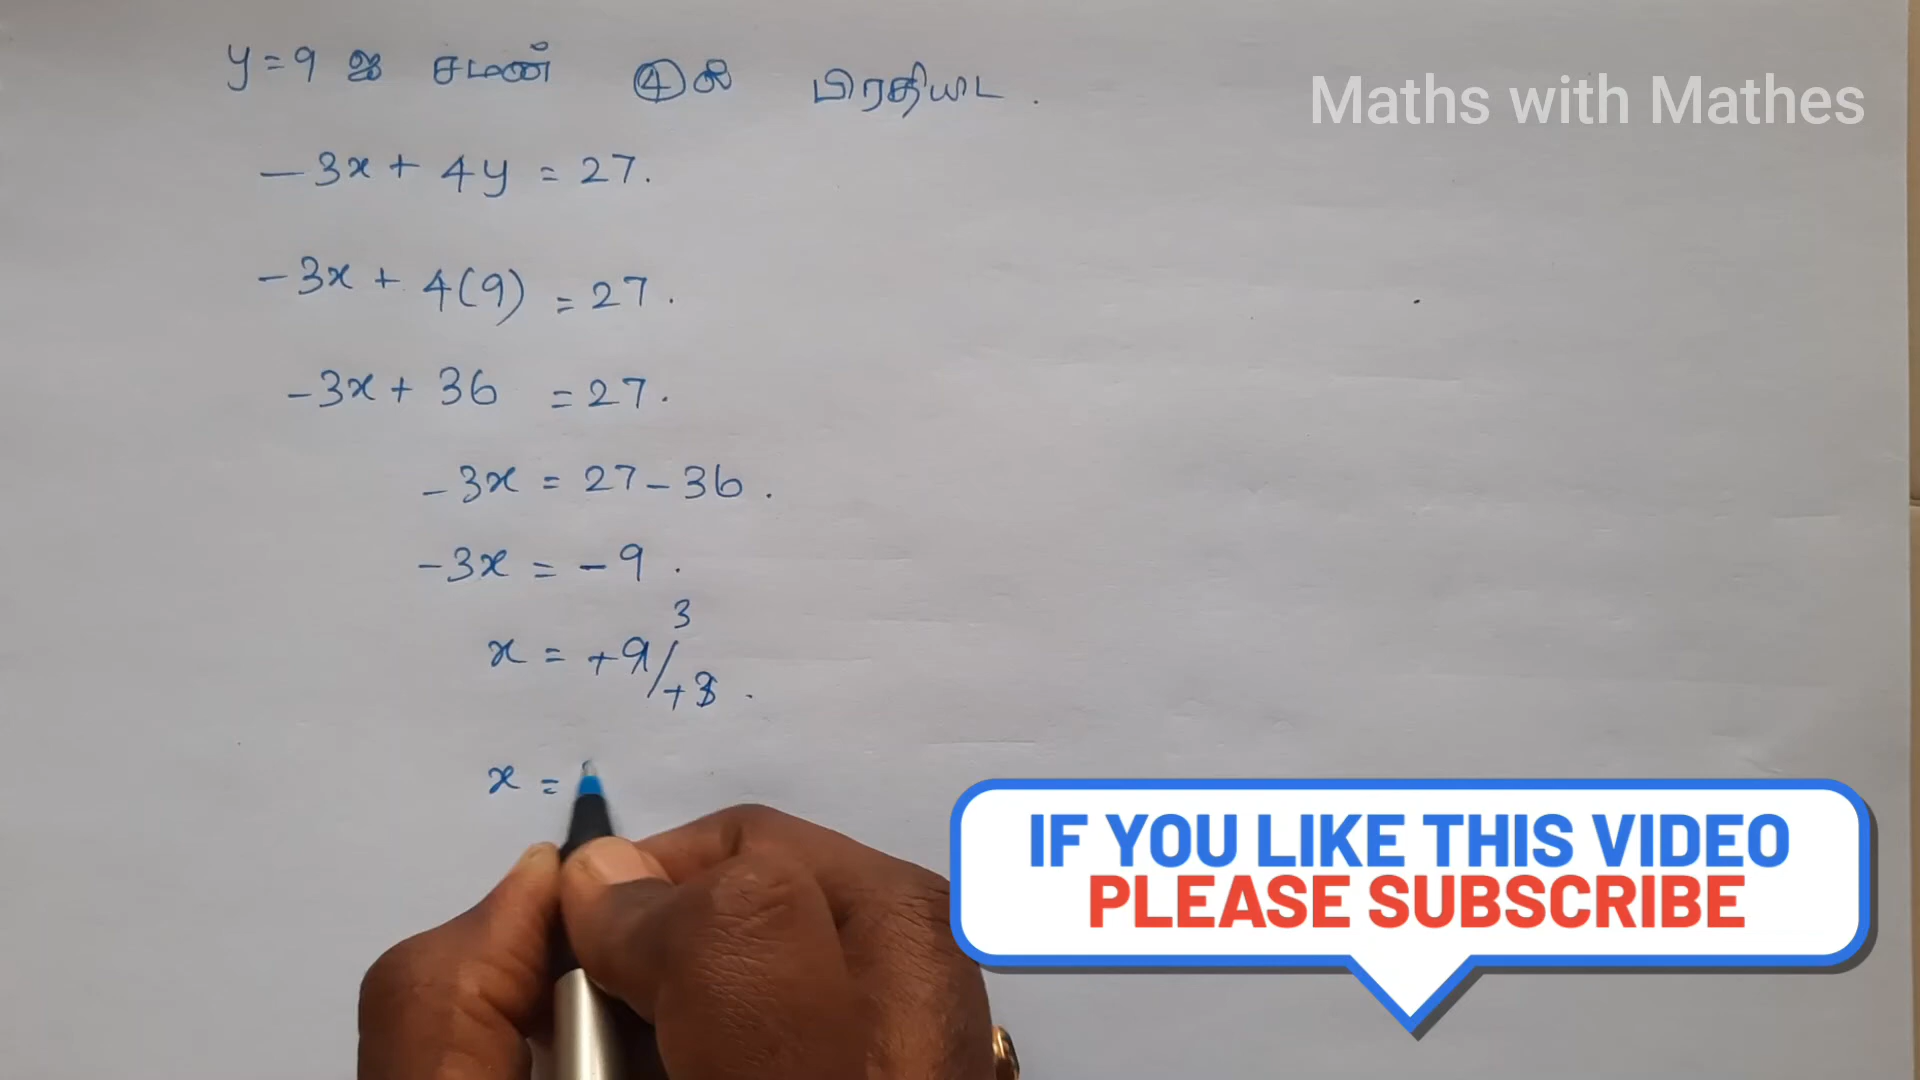 y = 9 ஐ சமன் ④ல் பிரதியிட .
Maths with Mathes
-3x + 4y = 27.
-3x + 4(9) = 27.
-3x + 36 = 27.
-3x = 27 - 36 .
-3x = -9 .
3
x = +9/+3 .
x =
IF YOU LIKE THIS VIDEO
PLEASE SUBSCRIBE